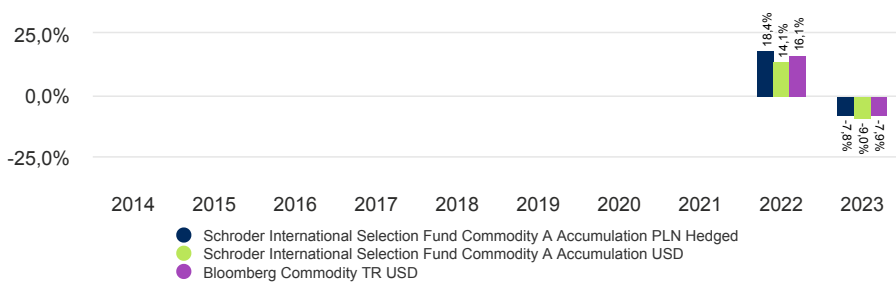 25,0%
0,0%
-25,0%
18,4%
14,1%
16,1%
-7,8%
-9,0%
-7,9%
2014 2015 2016 2017 2018 2019 2020 2021 2022 2023
Schroder International Selection Fund Commodity A Accumulation PLN Hedged
Schroder International Selection Fund Commodity A Accumulation USD
Bloomberg Commodity TR USD